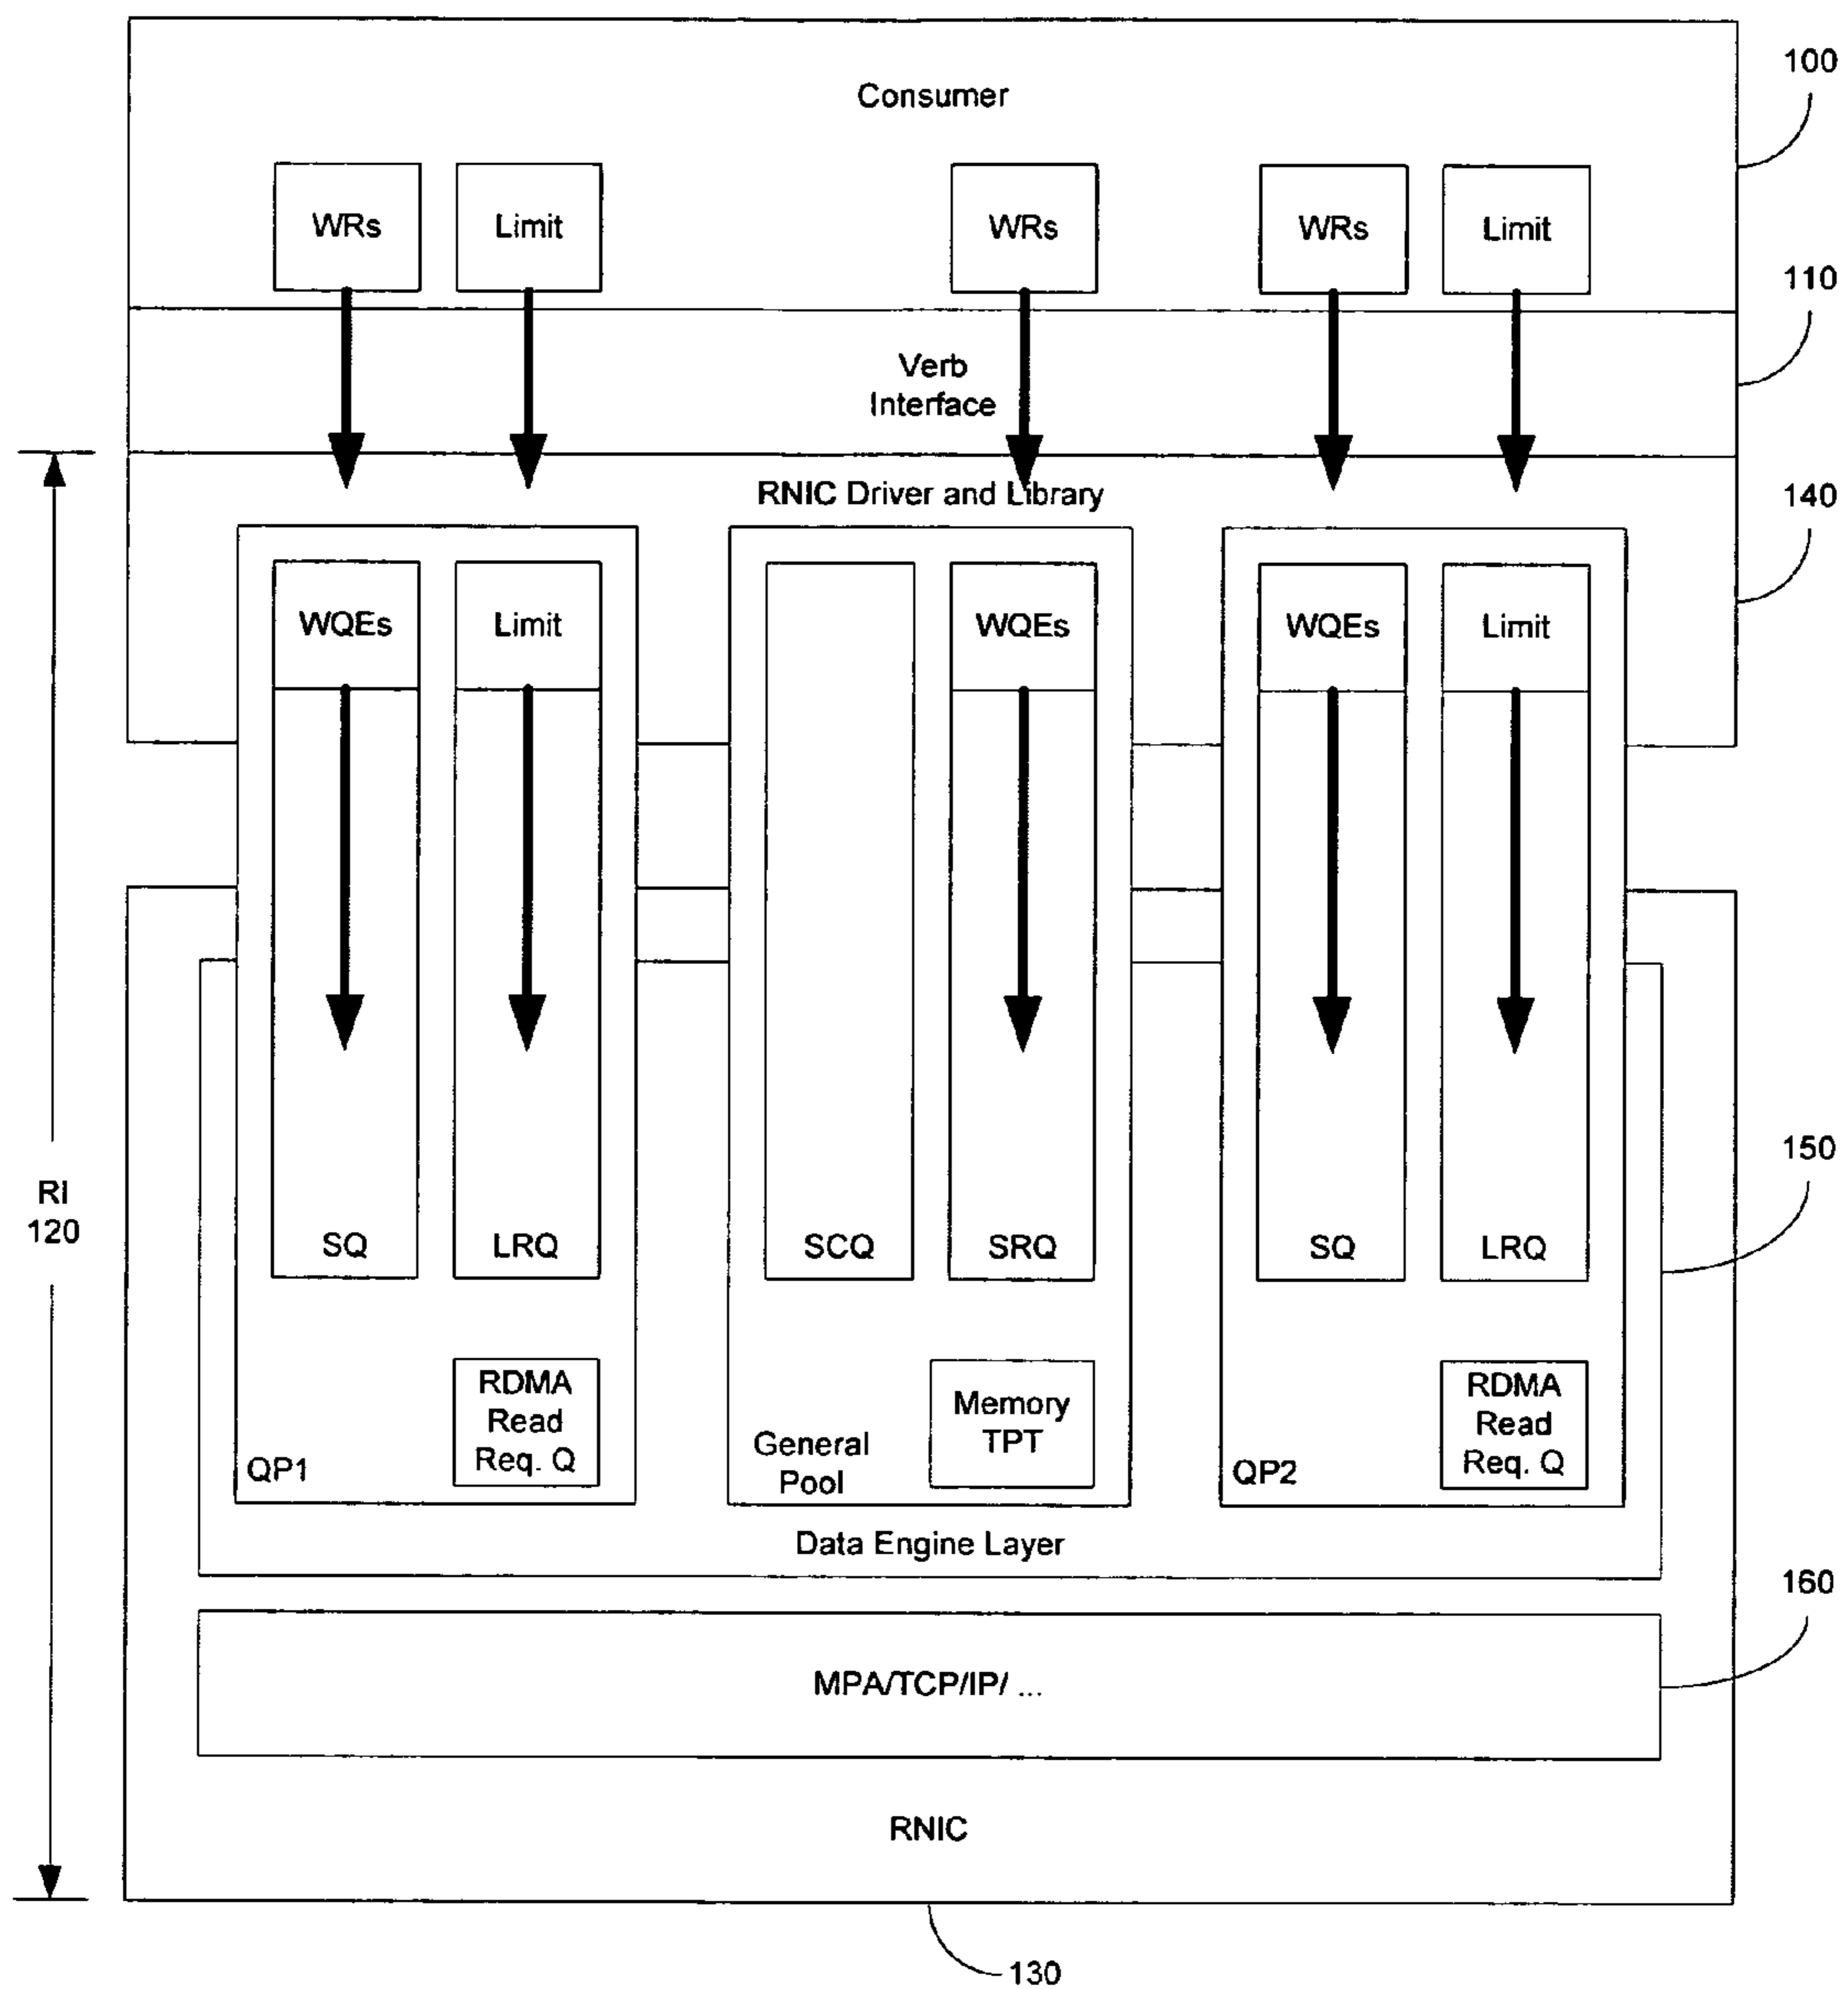 100
Consumer
WRs
Limit
WRs
WRs
Limit
110
Verb
Interface
RNIC Driver and Library
140
WQEs
Limit
WQEs
WQEs
Limit
150
RI
120
SQ
LRQ
SCQ
SRQ
SQ
LRQ
RDMA
Read
Req. Q
QP1
Memory
TPT
General
Pool
RDMA
Read
Req. Q
QP2
Data Engine Layer
160
MPA/TCP/IP/ ...
RNIC
130